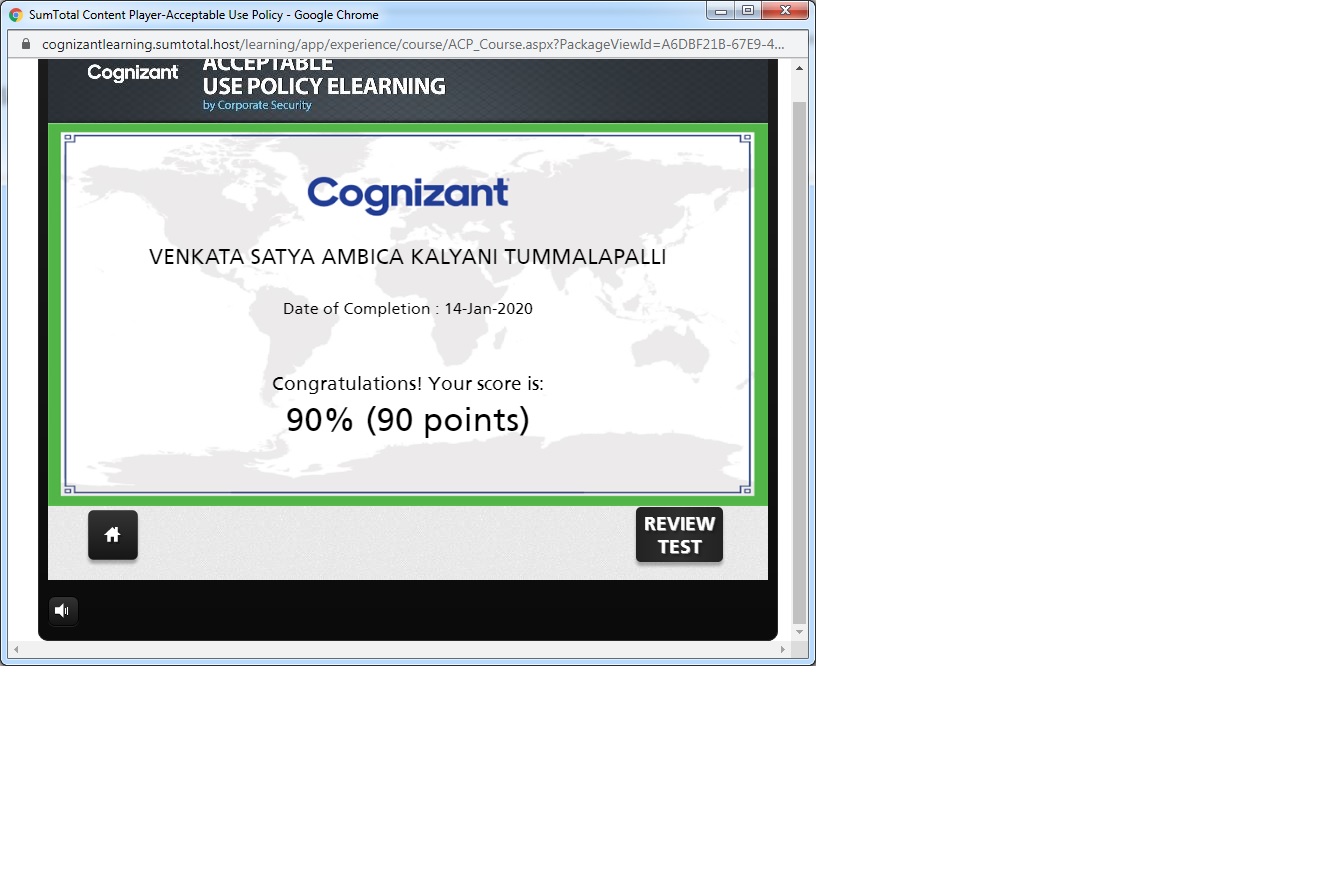 SumTotal Content Player-Acceptable Use Policy - Google Chrome
cognizantlearning.sumtotal.host/learning/app/experience/course/ACP_Course.aspx?PackageViewId=A6DBF21B-67E9-4...
Cognizant
ACCEPTABLE
USE POLICY ELEARNING
by Corporate Security
Cognizant
VENKATA SATYA AMBICA KALYANI TUMMALAPALLI
Date of Completion : 14-Jan-2020
Congratulations! Your score is:
90% (90 points)
REVIEW
TEST